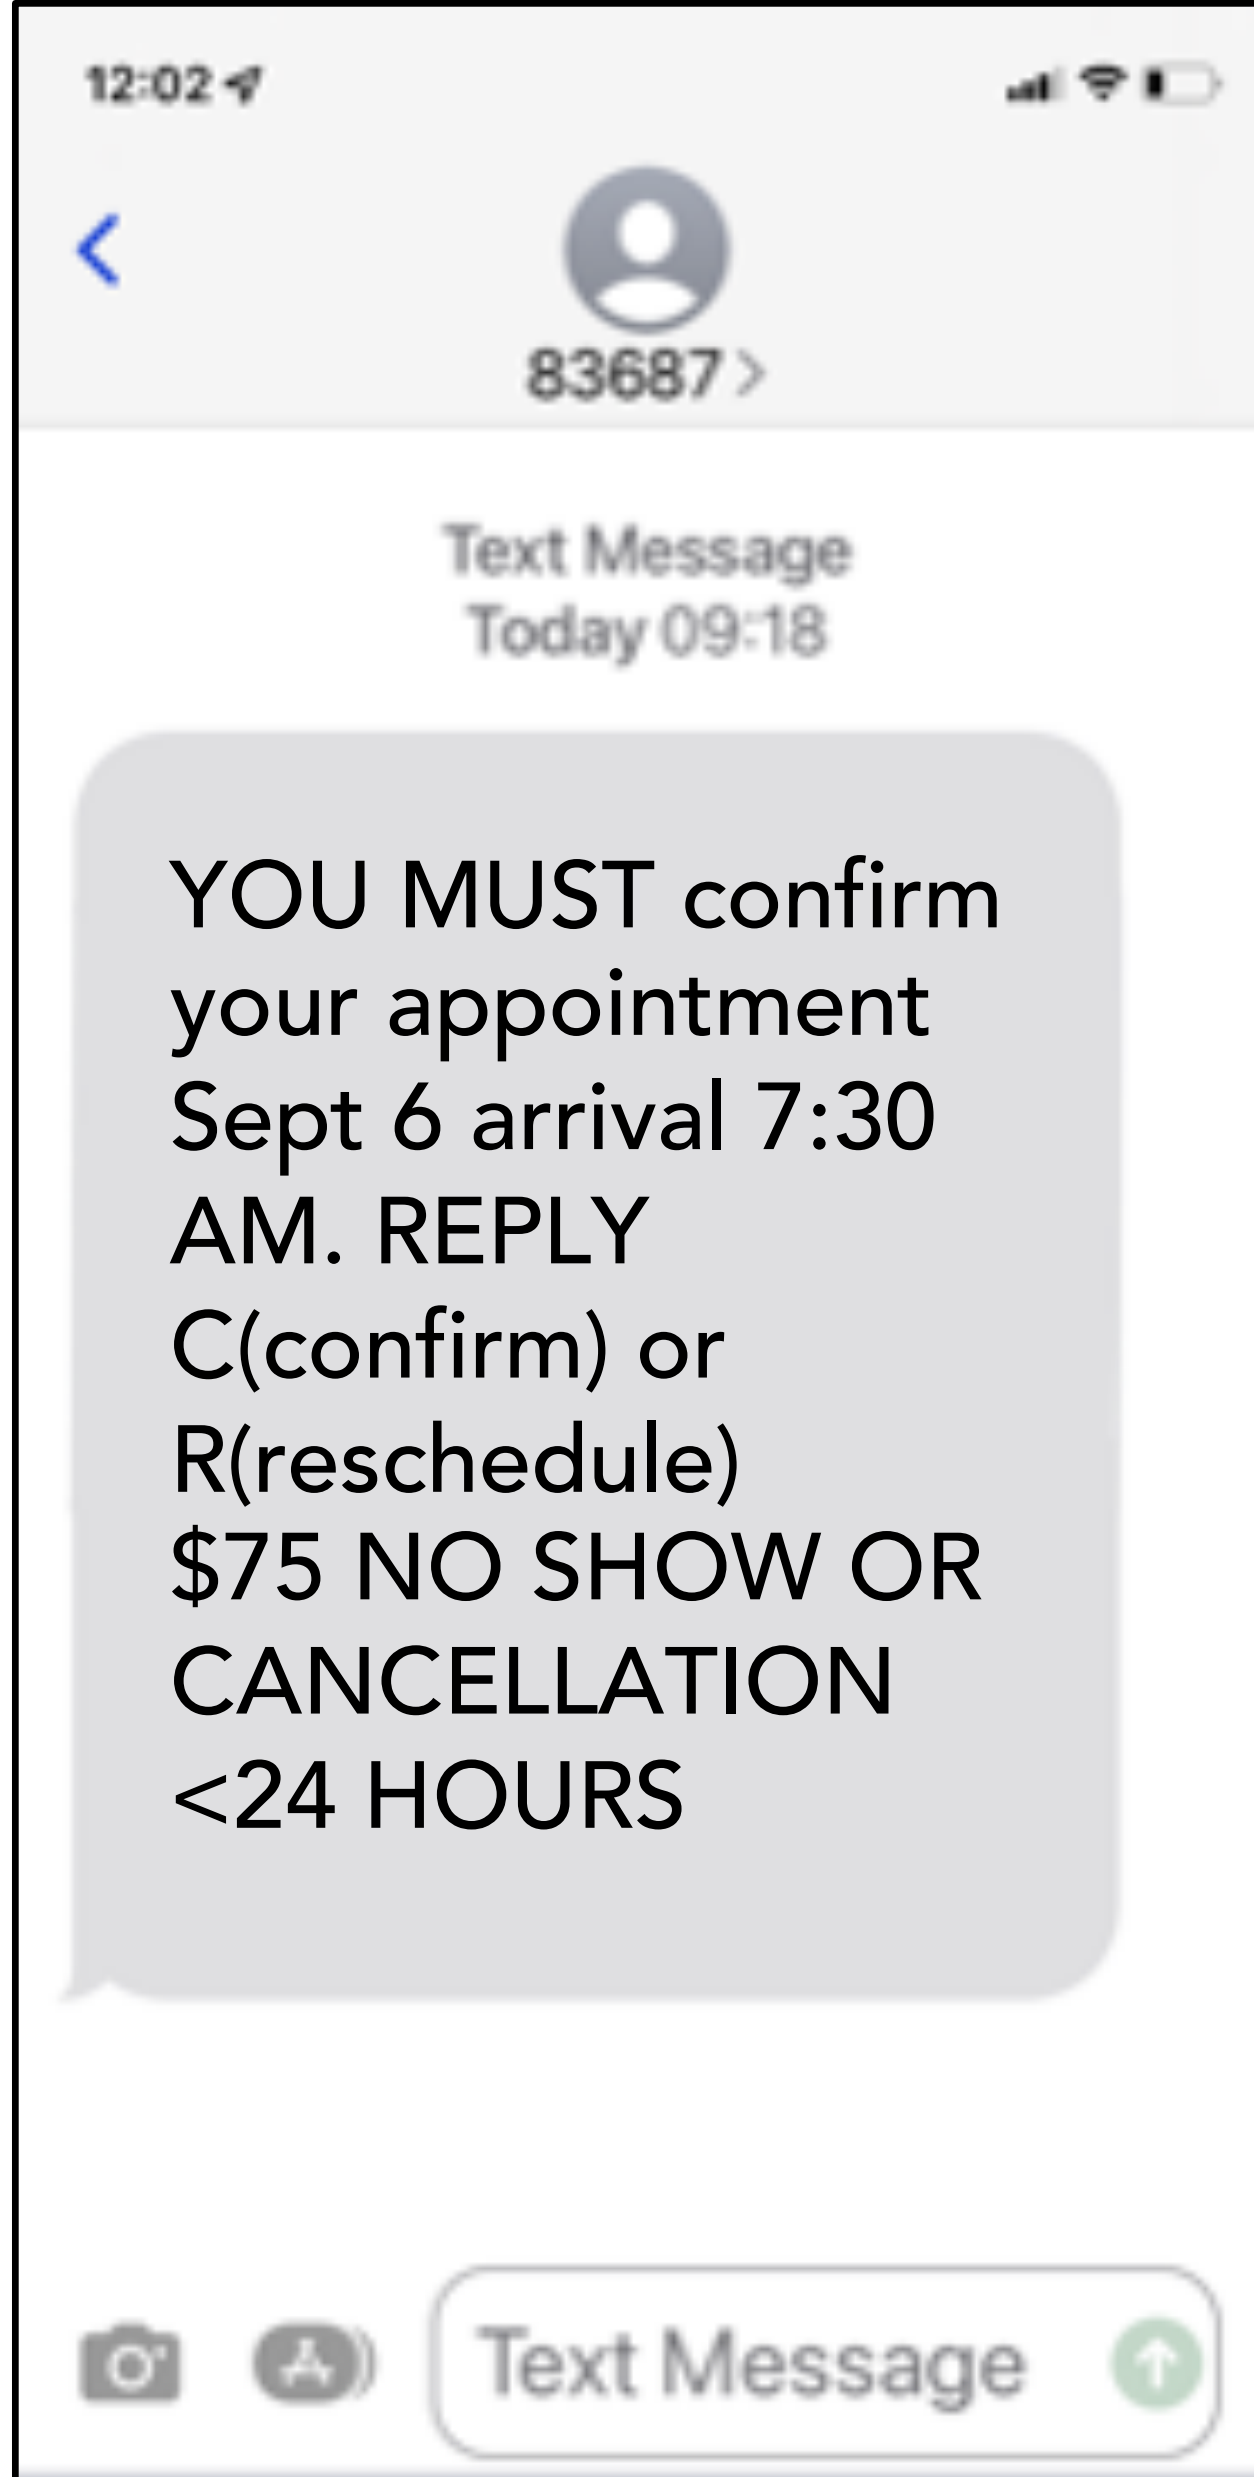 12:02
83687 >
Text Message
Today 09:18
YOU MUST confirm
your appointment
Sept 6 arrival 7:30
AM. REPLY
C(confirm) or
R(reschedule)
$75 NO SHOW OR
CANCELLATION
<24 HOURS
Text Message